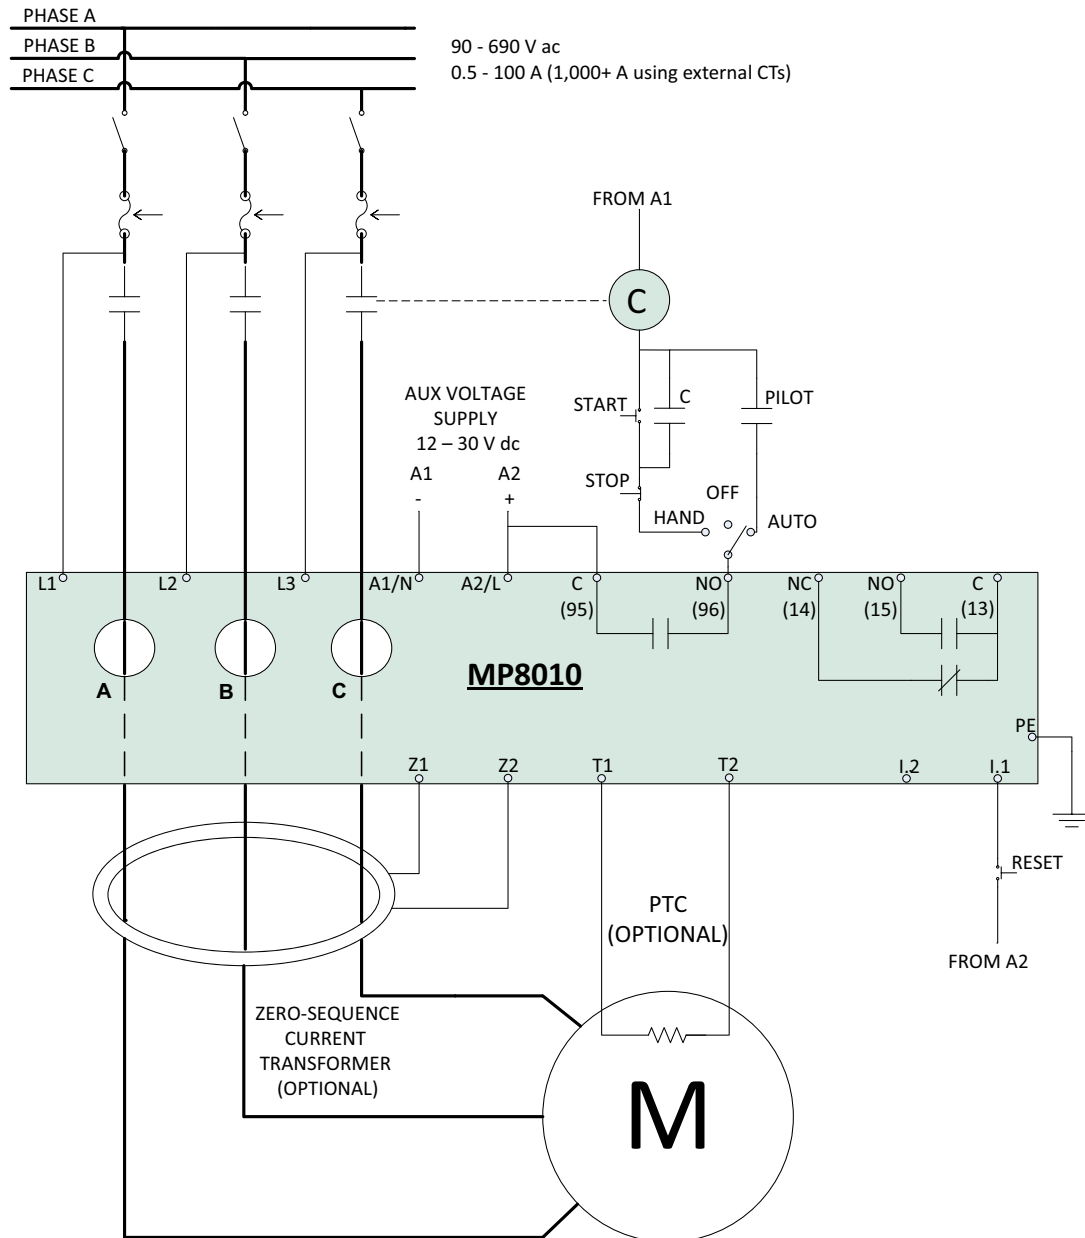 PHASE A
PHASE B
PHASE C
90 - 690 V ac
0.5 - 100 A (1,000+ A using external CTs)
FROM A1
C
AUX VOLTAGE
SUPPLY
12 – 30 V dc
A1
A2
-
+
START
C
PILOT
STOP
OFF
HAND
AUTO
L1
L2
L3
A1/N
A2/L
C
(95)
NO
(96)
NC
(14)
NO
(15)
C
(13)
A
B
C
MP8010
PE
Z1
Z2
T1
T2
I.2
I.1
RESET
FROM A2
PTC
(OPTIONAL)
ZERO-SEQUENCE
CURRENT
TRANSFORMER
(OPTIONAL)
M